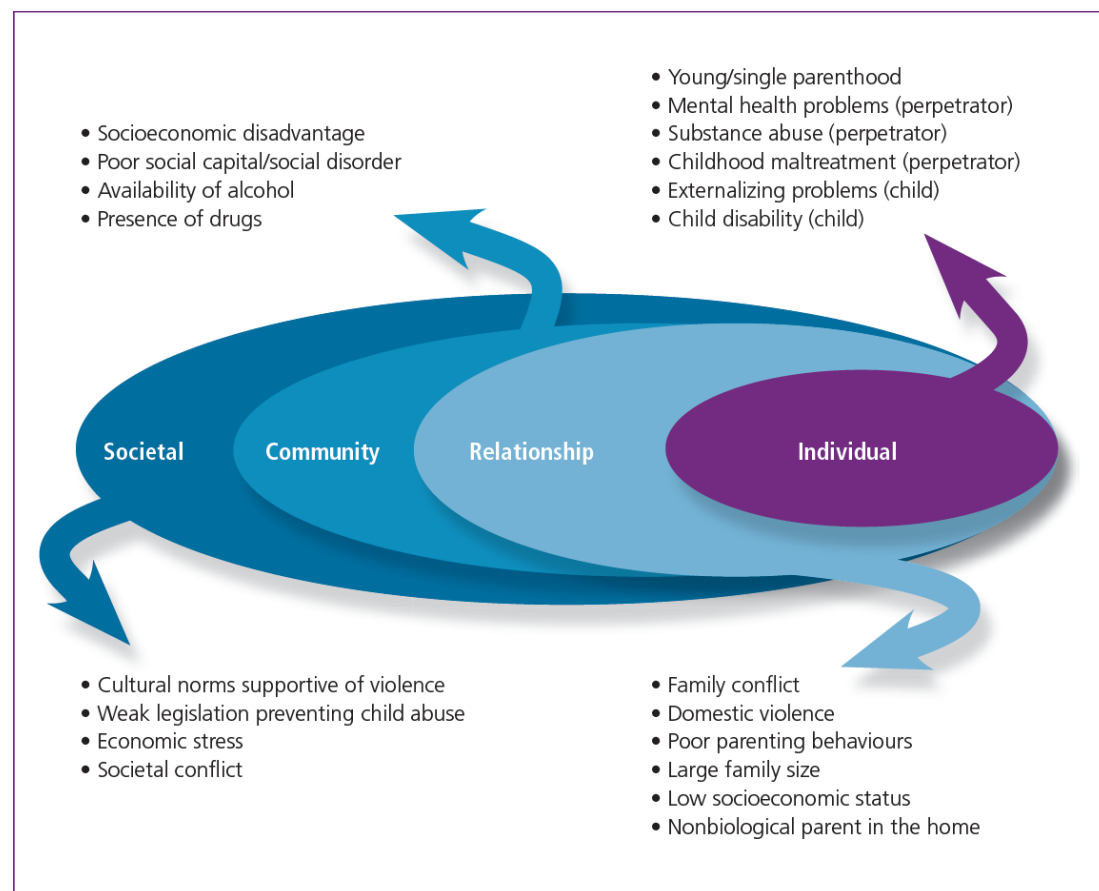 • Socioeconomic disadvantage
• Poor social capital/social disorder
• Availability of alcohol
• Presence of drugs
• Young/single parenthood
• Mental health problems (perpetrator)
• Substance abuse (perpetrator)
• Childhood maltreatment (perpetrator)
• Externalizing problems (child)
• Child disability (child)
Societal
Community
Relationship
Individual
• Cultural norms supportive of violence
• Weak legislation preventing child abuse
• Economic stress
• Societal conflict
• Family conflict
• Domestic violence
• Poor parenting behaviours
• Large family size
• Low socioeconomic status
• Nonbiological parent in the home